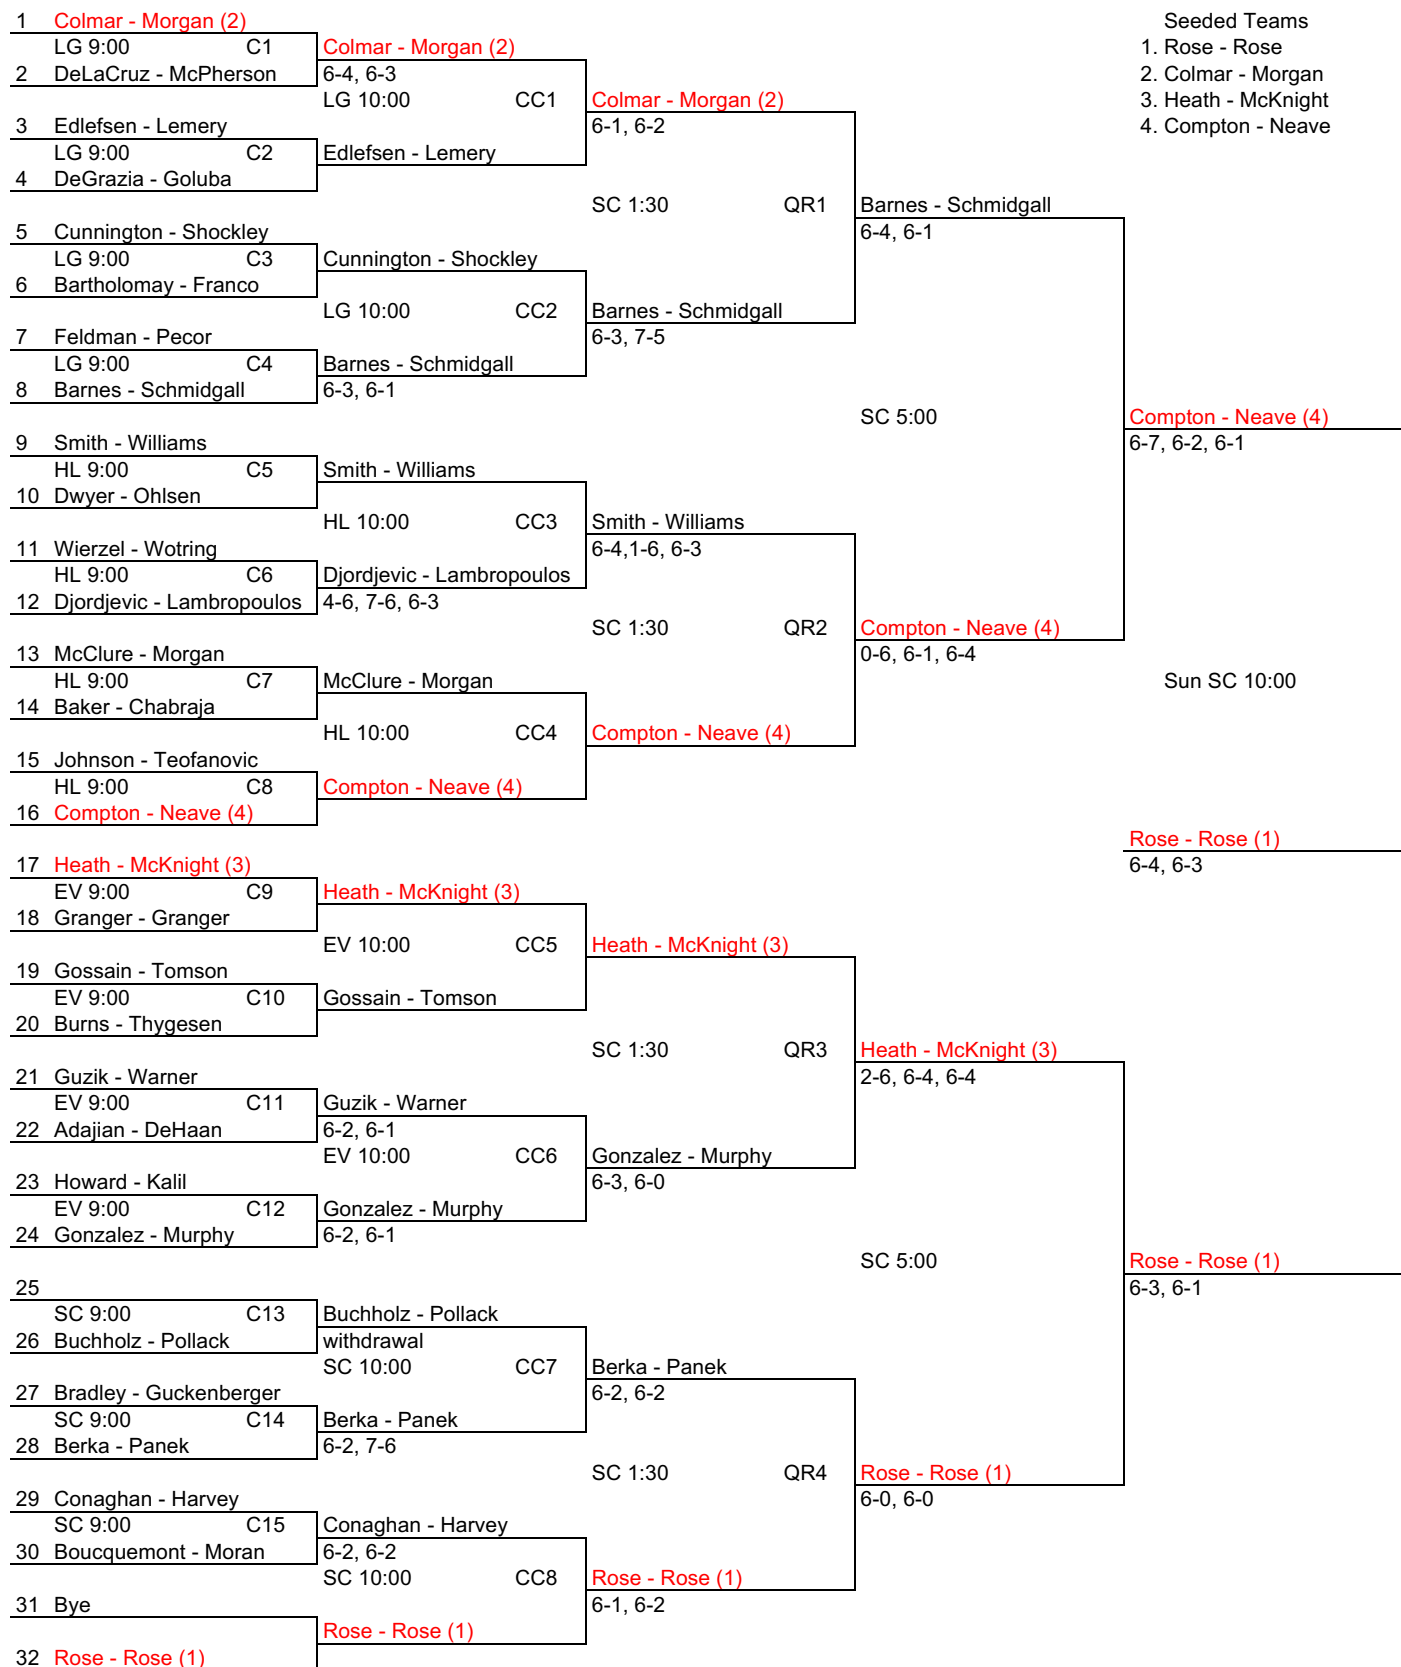 1 Colmar - Morgan (2) Seeded Teams
LG 9:00 C1 Colmar - Morgan (2) 1. Rose - Rose
2 DeLaCruz - McPherson 6-4, 6-3 2. Colmar - Morgan
LG 10:00 CC1 Colmar - Morgan (2) 3. Heath - McKnight
3 Edlefsen - Lemery 6-1, 6-2 4. Compton - Neave
LG 9:00 C2 Edlefsen - Lemery
4 DeGrazia - Goluba
SC 1:30 QR1 Barnes - Schmidgall
5 Cunnington - Shockley 6-4, 6-1
LG 9:00 C3 Cunnington - Shockley
6 Bartholomay - Franco
LG 10:00 CC2 Barnes - Schmidgall
7 Feldman - Pecor 6-3, 7-5
LG 9:00 C4 Barnes - Schmidgall
8 Barnes - Schmidgall 6-3, 6-1
SC 5:00 Compton - Neave (4)
9 Smith - Williams 6-7, 6-2, 6-1
HL 9:00 C5 Smith - Williams
10 Dwyer - Ohlsen
HL 10:00 CC3 Smith - Williams
11 Wierzel - Wotring 6-4,1-6, 6-3
HL 9:00 C6 Djordjevic - Lambropoulos
12 Djordjevic - Lambropoulos 4-6, 7-6, 6-3
SC 1:30 QR2 Compton - Neave (4)
13 McClure - Morgan 0-6, 6-1, 6-4
HL 9:00 C7 McClure - Morgan Sun SC 10:00
14 Baker - Chabraja
HL 10:00 CC4 Compton - Neave (4)
15 Johnson - Teofanovic
HL 9:00 C8 Compton - Neave (4)
16 Compton - Neave (4)
Rose - Rose (1)
17 Heath - McKnight (3) 6-4, 6-3
EV 9:00 C9 Heath - McKnight (3)
18 Granger - Granger
EV 10:00 CC5 Heath - McKnight (3)
19 Gossain - Tomson
EV 9:00 C10 Gossain - Tomson
20 Burns - Thygesen
SC 1:30 QR3 Heath - McKnight (3)
21 Guzik - Warner 2-6, 6-4, 6-4
EV 9:00 C11 Guzik - Warner
22 Adajian - DeHaan 6-2, 6-1
EV 10:00 CC6 Gonzalez - Murphy
23 Howard - Kalil 6-3, 6-0
EV 9:00 C12 Gonzalez - Murphy
24 Gonzalez - Murphy 6-2, 6-1
SC 5:00 Rose - Rose (1)
25 6-3, 6-1
SC 9:00 C13 Buchholz - Pollack
26 Buchholz - Pollack withdrawal
SC 10:00 CC7 Berka - Panek
27 Bradley - Guckenberger 6-2, 6-2
SC 9:00 C14 Berka - Panek
28 Berka - Panek 6-2, 7-6
SC 1:30 QR4 Rose - Rose (1)
29 Conaghan - Harvey 6-0, 6-0
SC 9:00 C15 Conaghan - Harvey
30 Boucquemont - Moran 6-2, 6-2
SC 10:00 CC8 Rose - Rose (1)
31 Bye 6-1, 6-2
Rose - Rose (1)
32 Rose - Rose (1)